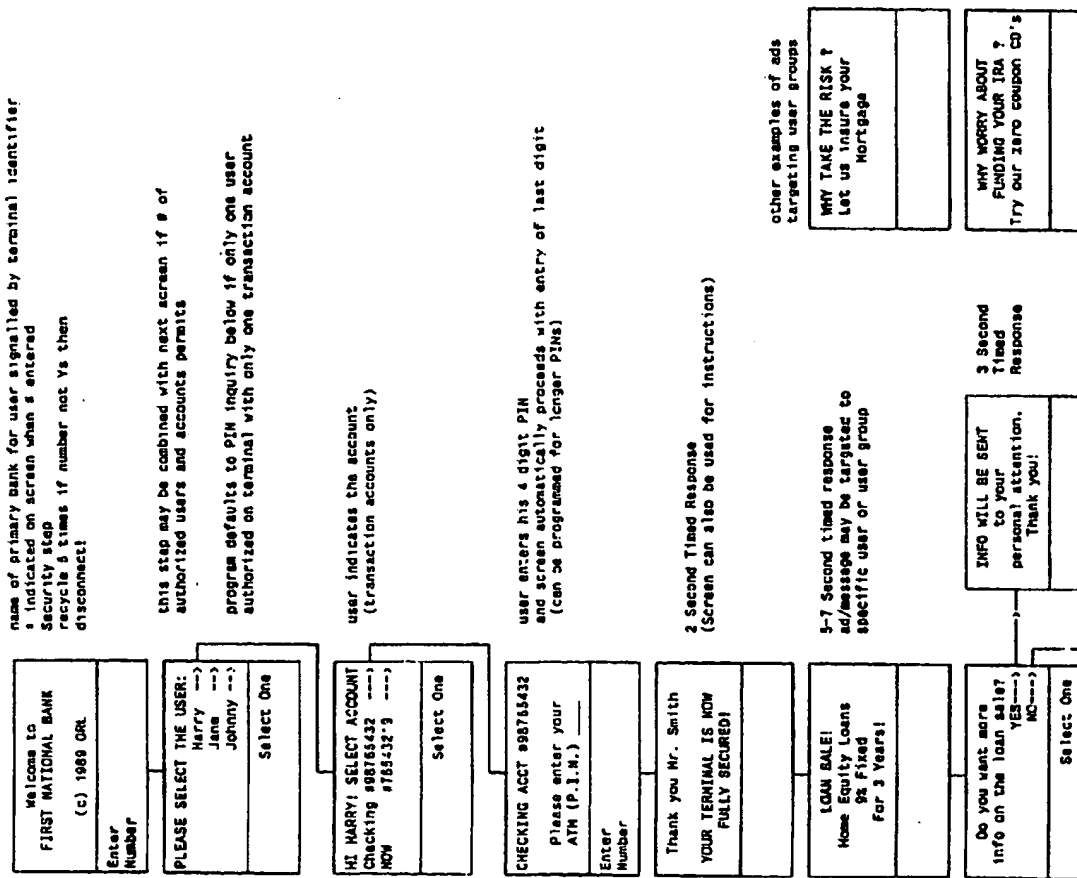 Welcome to
FIRST NATIONAL BANK
(c) 1989 ORL
Enter
Number
name of primary bank for user signalled by terminal identifier
* indicated on screen when # entered
Security step
recycle 5 times if number not Ys then
disconnect!
PLEASE SELECT THE USER:
Harry -->
Jane -->
Johnny -->
Select One
this step may be combined with next screen if # of
authorized users and accounts permits
program defaults to PIN inquiry below if only one user
authorized on terminal with only one transaction account
HI HARRY! SELECT ACCOUNT
Checking #98765432 --->
NOW --->
Select One
user indicates the account
(transaction accounts only)
CHECKING ACCT #98765432
Please enter your
ATM (P.I.N.) ____
Enter
Number
user enters his 4 digit PIN
and screen automatically proceeds with entry of last digit
(can be programmed for longer PINs)
Thank you Mr. Smith
YOUR TERMINAL IS NOW
FULLY SECURED!
2 Second Timed Response
(Screen can also be used for instructions)
LOAN SALE!
Home Equity Loans
9% Fixed
For 3 Years!
5-7 Second timed response
ad/message may be targeted to
specific user or user group
other examples of ads
targeting user groups
WHY TAKE THE RISK ?
Let us insure your
Mortgage
Do you want more
info on the loan sale?
YES--->
NO--->
Select One
INFO WILL BE SENT
to your
personal attention.
Thank you!
3 Second
Timed
Response
WHY WORRY ABOUT
FUNDING YOUR IRA ?
Try our zero coupon CD's